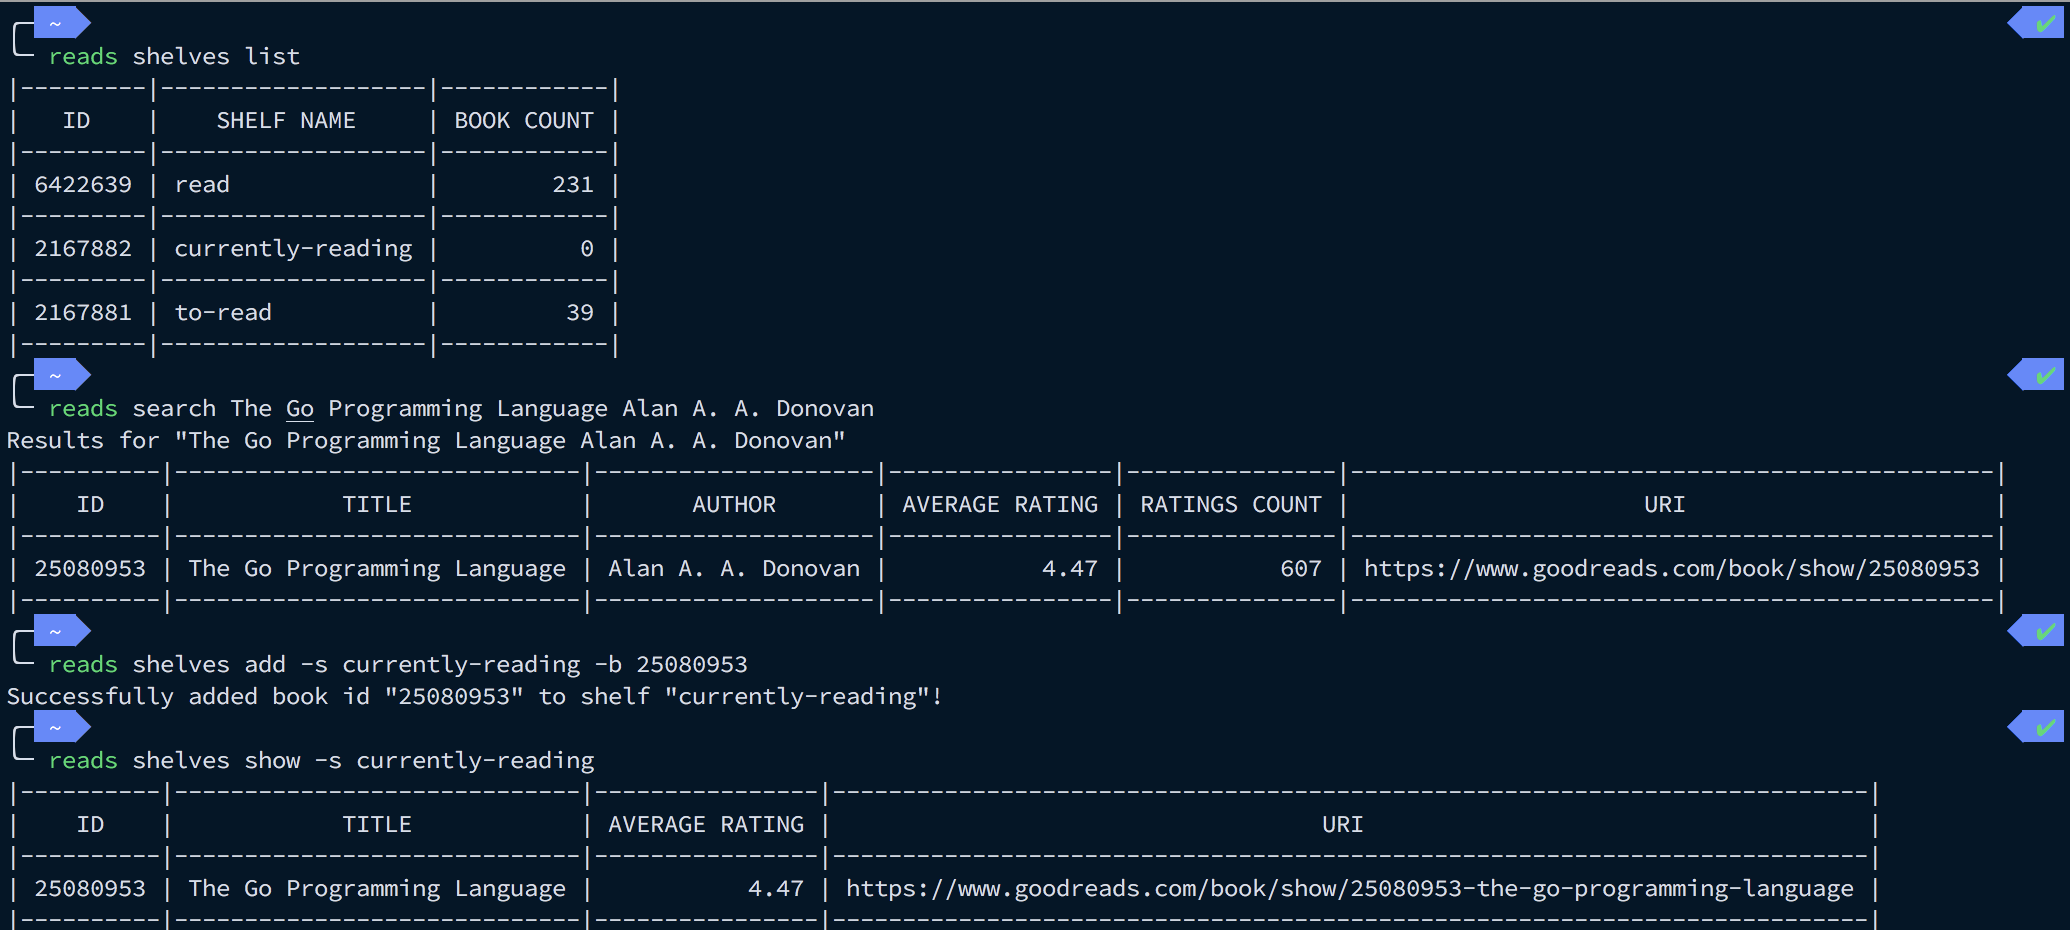 ~ ✔
reads shelves list
|---------|-------------------|------------|
|   ID    |    SHELF NAME     | BOOK COUNT |
|---------|-------------------|------------|
| 6422639 | read              |        231 |
|---------|-------------------|------------|
| 2167882 | currently-reading |          0 |
|---------|-------------------|------------|
| 2167881 | to-read           |         39 |
|---------|-------------------|------------|
~ ✔
reads search The Go Programming Language Alan A. A. Donovan
Results for "The Go Programming Language Alan A. A. Donovan"
|----------|-----------------------------|--------------------|----------------|---------------|----------------------------------------------|
|    ID    |            TITLE            |       AUTHOR       | AVERAGE RATING | RATINGS COUNT |                     URI                      |
|----------|-----------------------------|--------------------|----------------|---------------|----------------------------------------------|
| 25080953 | The Go Programming Language | Alan A. A. Donovan |           4.47 |           607 | https://www.goodreads.com/book/show/25080953 |
|----------|-----------------------------|--------------------|----------------|---------------|----------------------------------------------|
~ ✔
reads shelves add -s currently-reading -b 25080953
Successfully added book id "25080953" to shelf "currently-reading"!
~ ✔
reads shelves show -s currently-reading
|----------|-----------------------------|----------------|--------------------------------------------------------------------------|
|    ID    |            TITLE            | AVERAGE RATING |                                   URI                                    |
|----------|-----------------------------|----------------|--------------------------------------------------------------------------|
| 25080953 | The Go Programming Language |           4.47 | https://www.goodreads.com/book/show/25080953-the-go-programming-language |
|----------|-----------------------------|----------------|--------------------------------------------------------------------------|